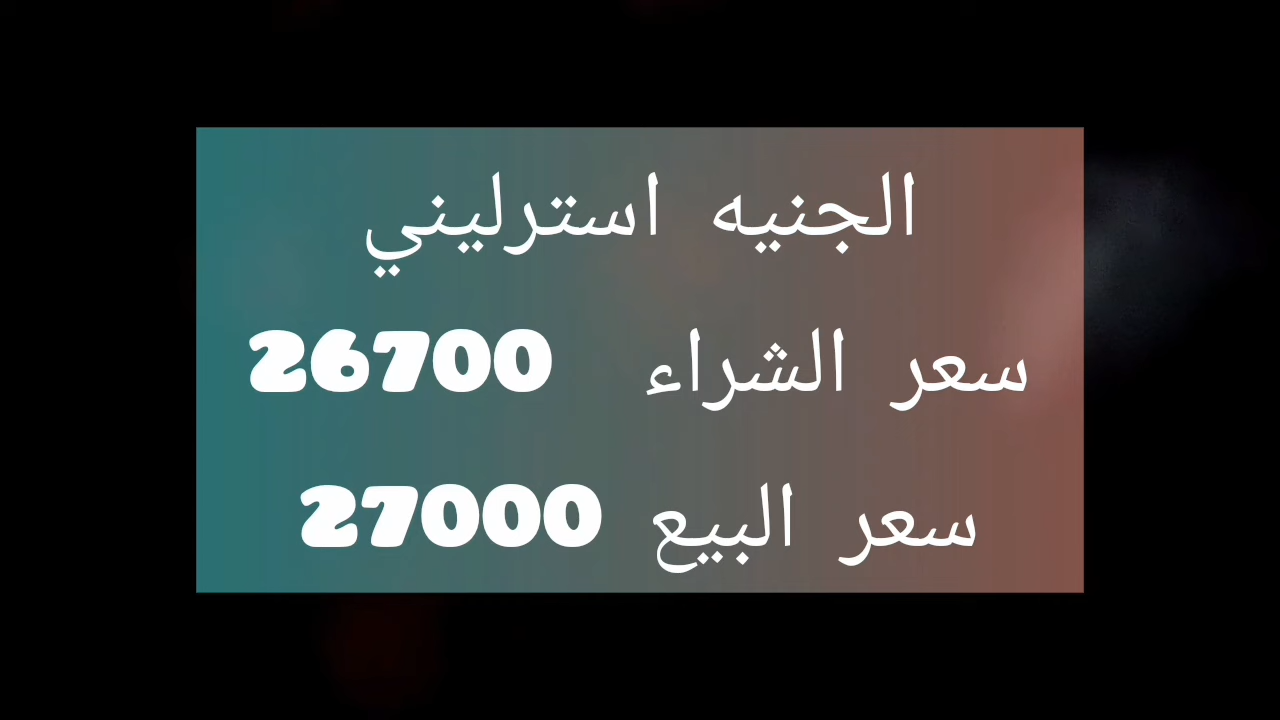 الجنيه استرليني
سعر الشراء 26700
سعر البيع 27000